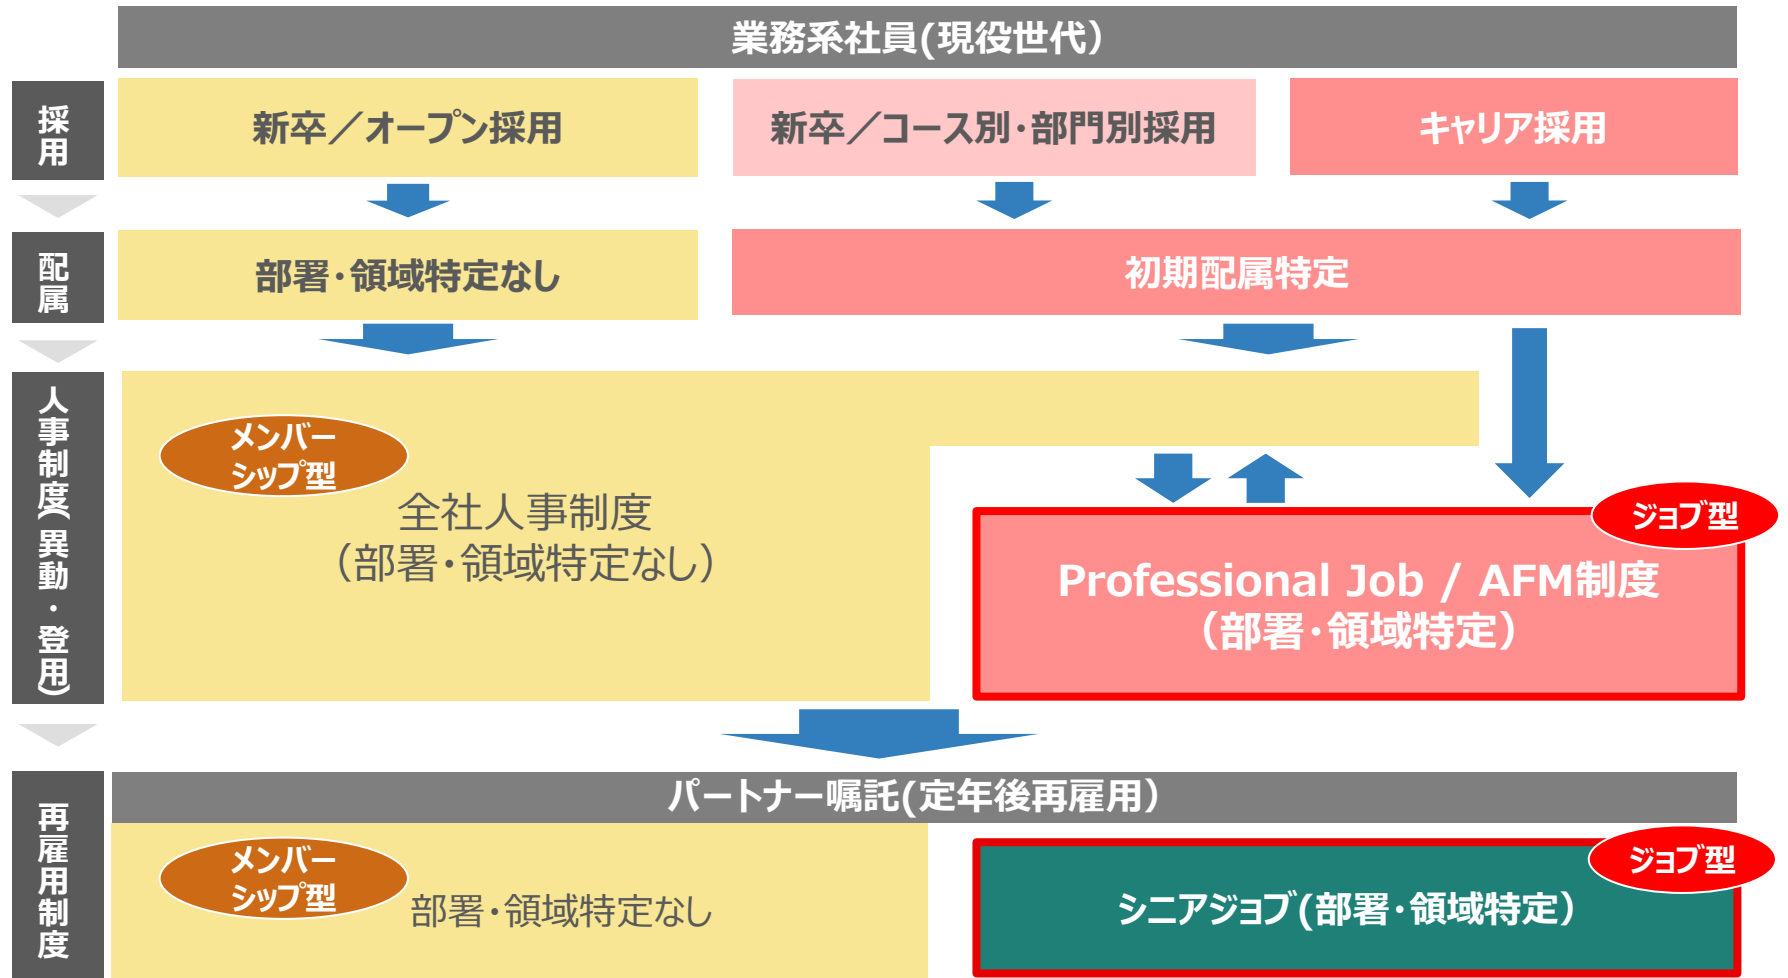 業務系社員(現役世代）
採用
新卒／オープン採用
新卒／コース別・部門別採用
キャリア採用
配属
部署・領域特定なし
初期配属特定
人事制度(異動・登用)
メンバー
シップ型
全社人事制度
（部署・領域特定なし）
ジョブ型
Professional Job / AFM制度
（部署・領域特定）
再雇用制度
パートナー嘱託(定年後再雇用）
メンバー
シップ型
部署・領域特定なし
ジョブ型
シニアジョブ(部署・領域特定）